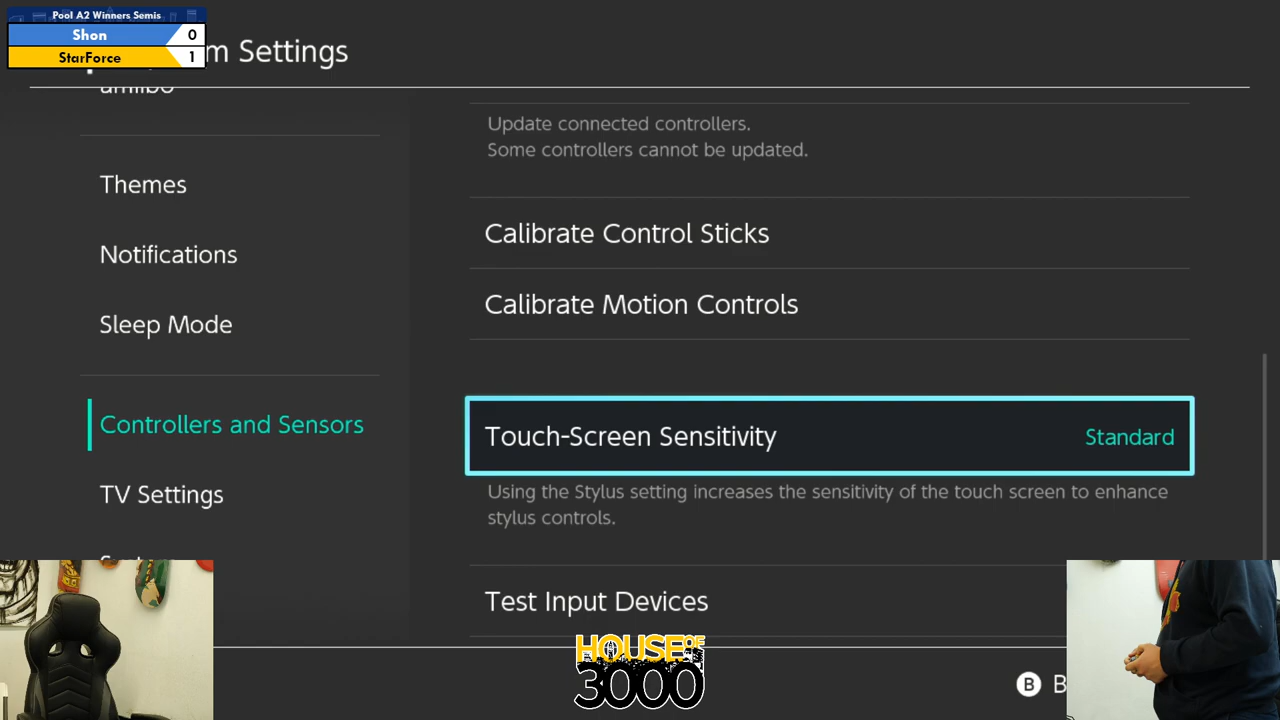 Pool A2 Winners Semis
Shon 0
StarForce 1
m Settings
amiibo
Themes
Notifications
Sleep Mode
Controllers and Sensors
TV Settings
Update connected controllers.
Some controllers cannot be updated.
Calibrate Control Sticks
Calibrate Motion Controls
Touch-Screen Sensitivity Standard
Using the Stylus setting increases the sensitivity of the touch screen to enhance
stylus controls.
Test Input Devices
HOUSE OF
3000
B B